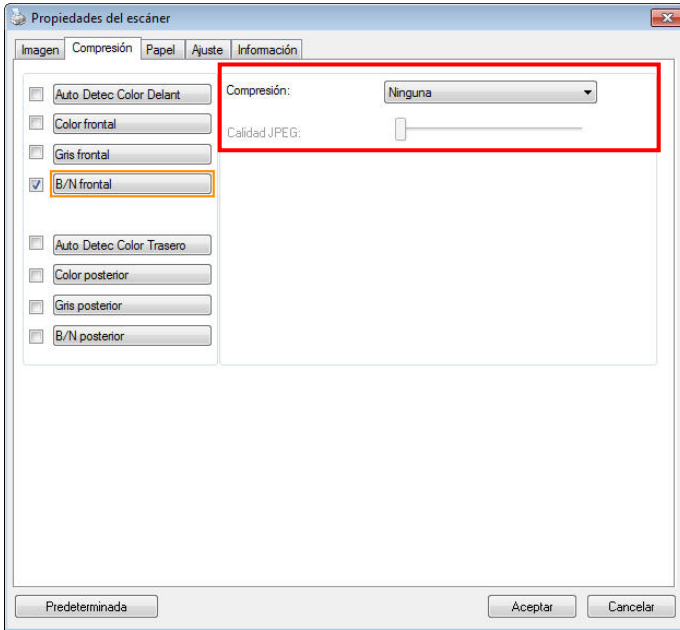 Propiedades del escáner
Imagen Compresión Papel Ajuste Información
Auto Detec Color Delant
Color frontal
Gris frontal
B/N frontal
Auto Detec Color Trasero
Color posterior
Gris posterior
B/N posterior
Compresión: Ninguna
Calidad JPEG:
Predeterminada Aceptar Cancelar